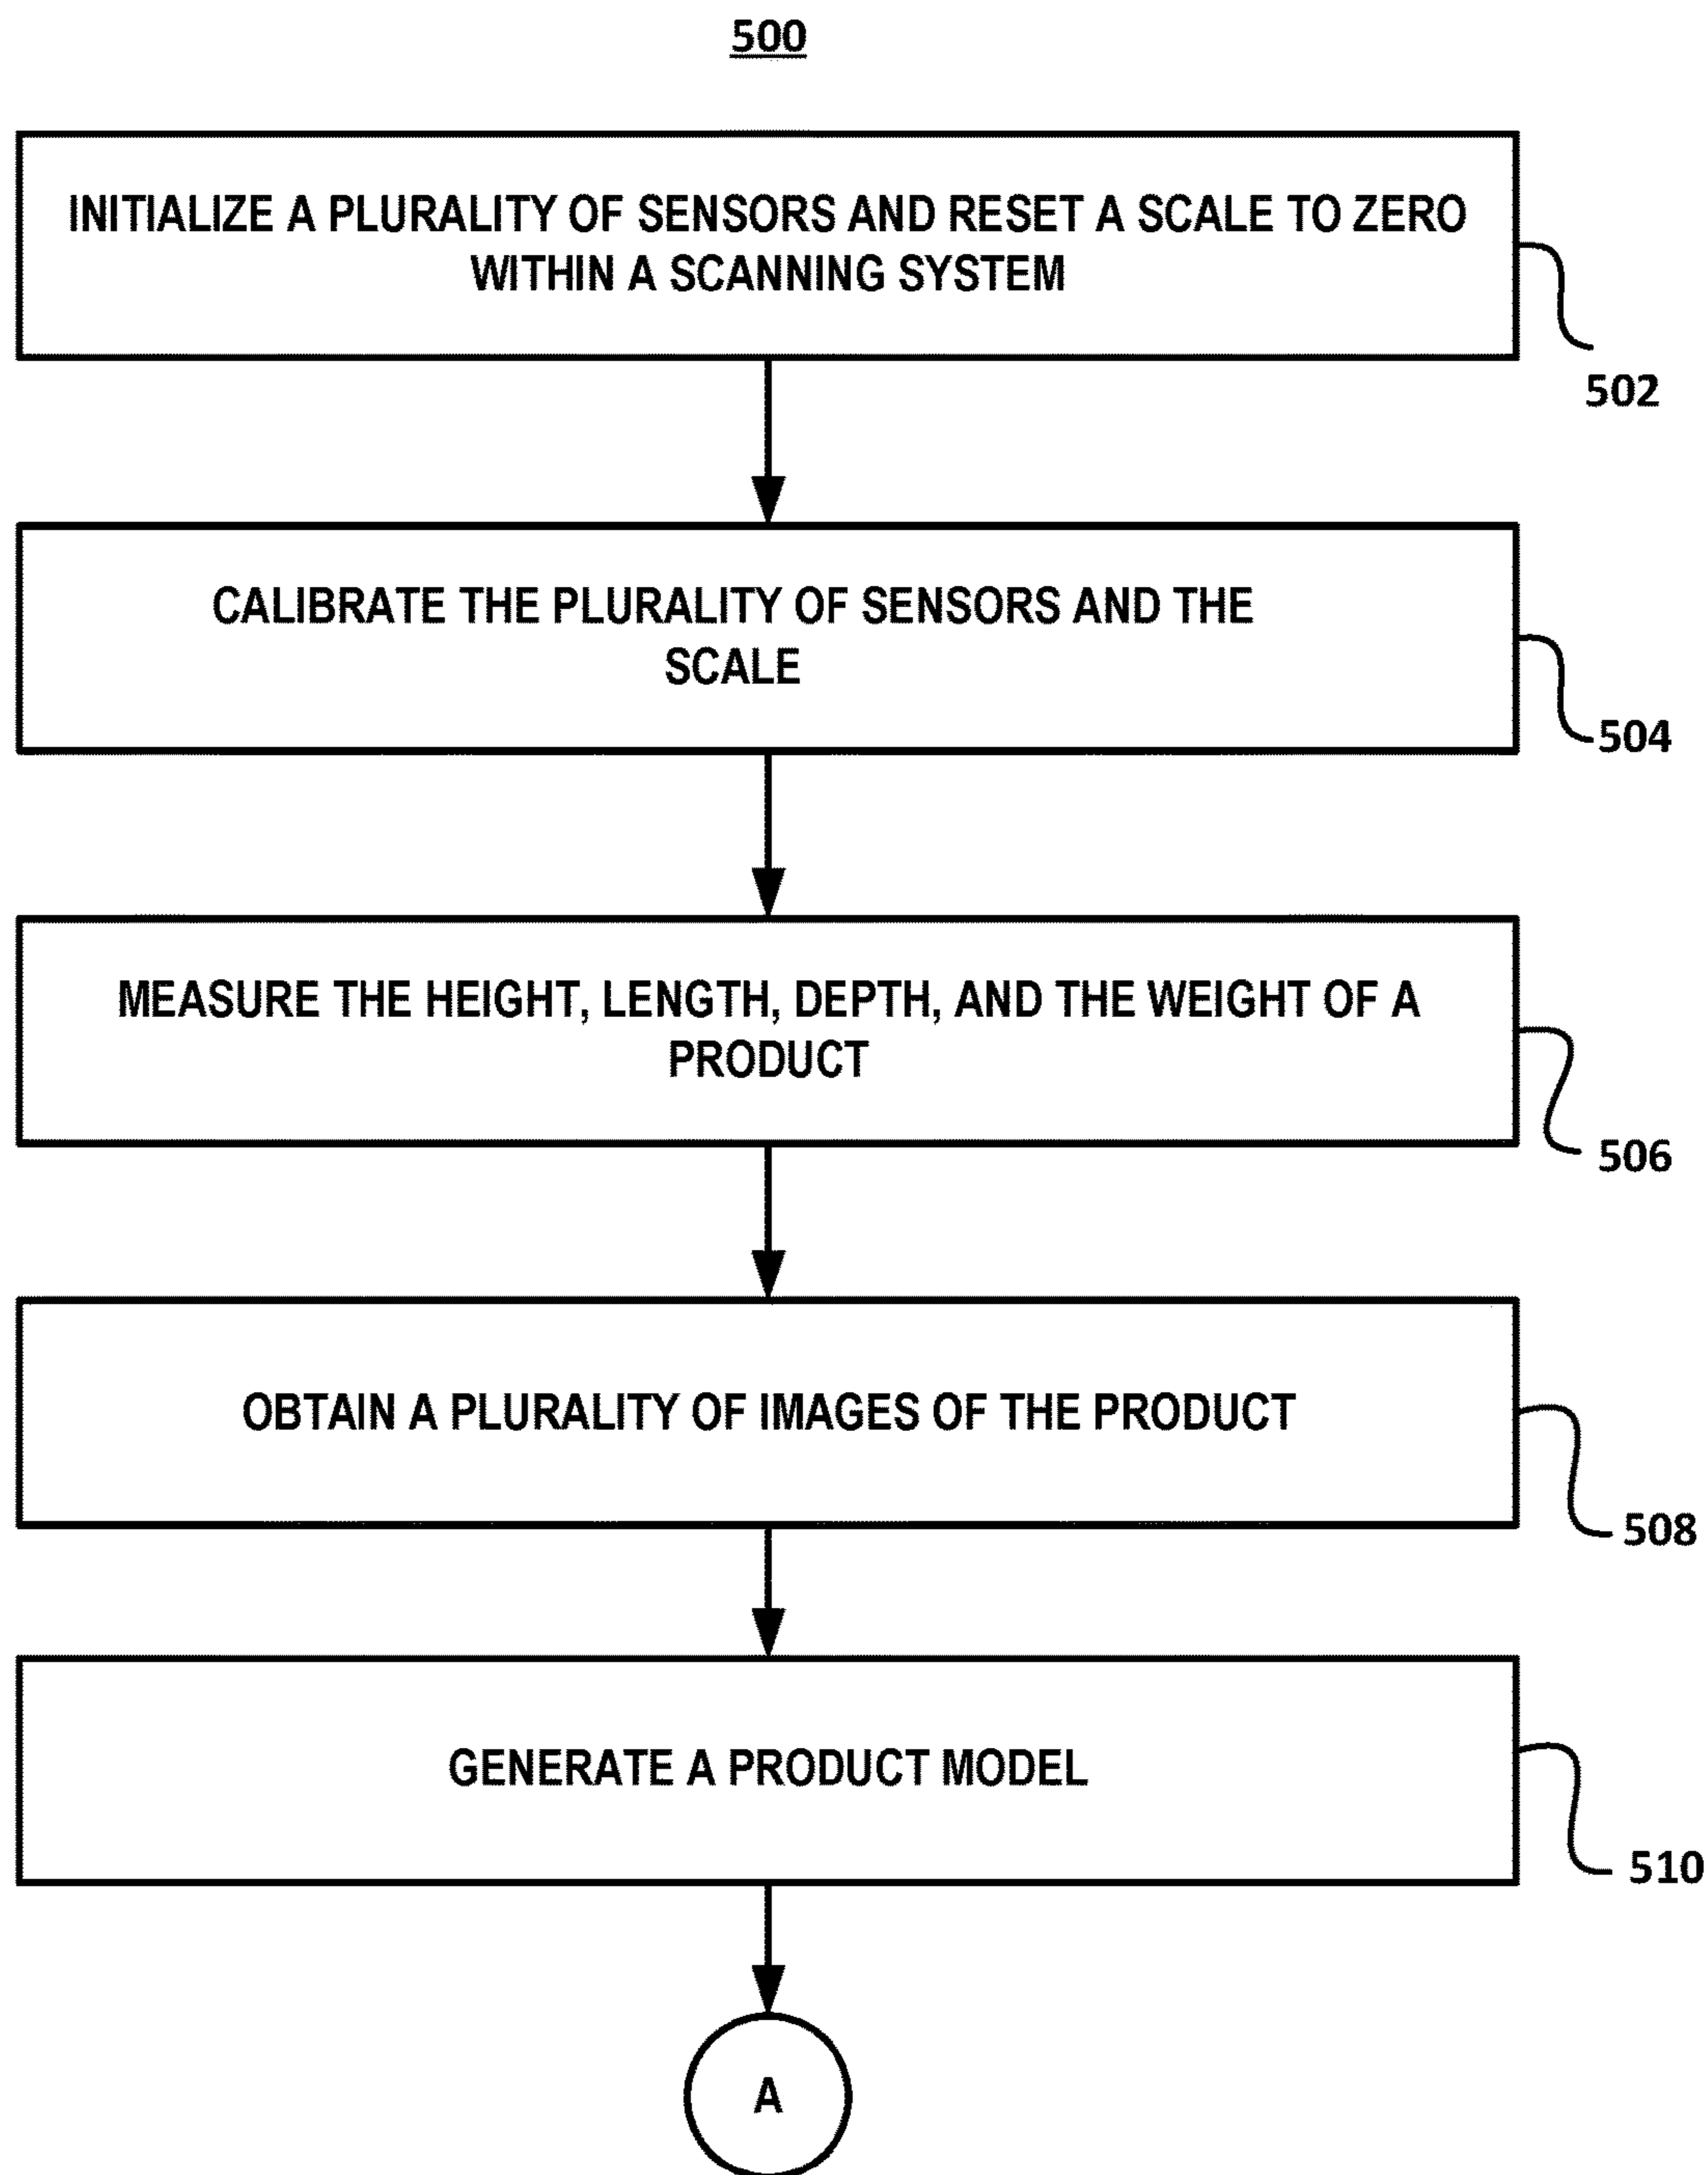 500
INITIALIZE A PLURALITY OF SENSORS AND RESET A SCALE TO ZERO
WITHIN A SCANNING SYSTEM
502
CALIBRATE THE PLURALITY OF SENSORS AND THE
SCALE
504
MEASURE THE HEIGHT, LENGTH, DEPTH, AND THE WEIGHT OF A
PRODUCT
506
OBTAIN A PLURALITY OF IMAGES OF THE PRODUCT
508
GENERATE A PRODUCT MODEL
510
A